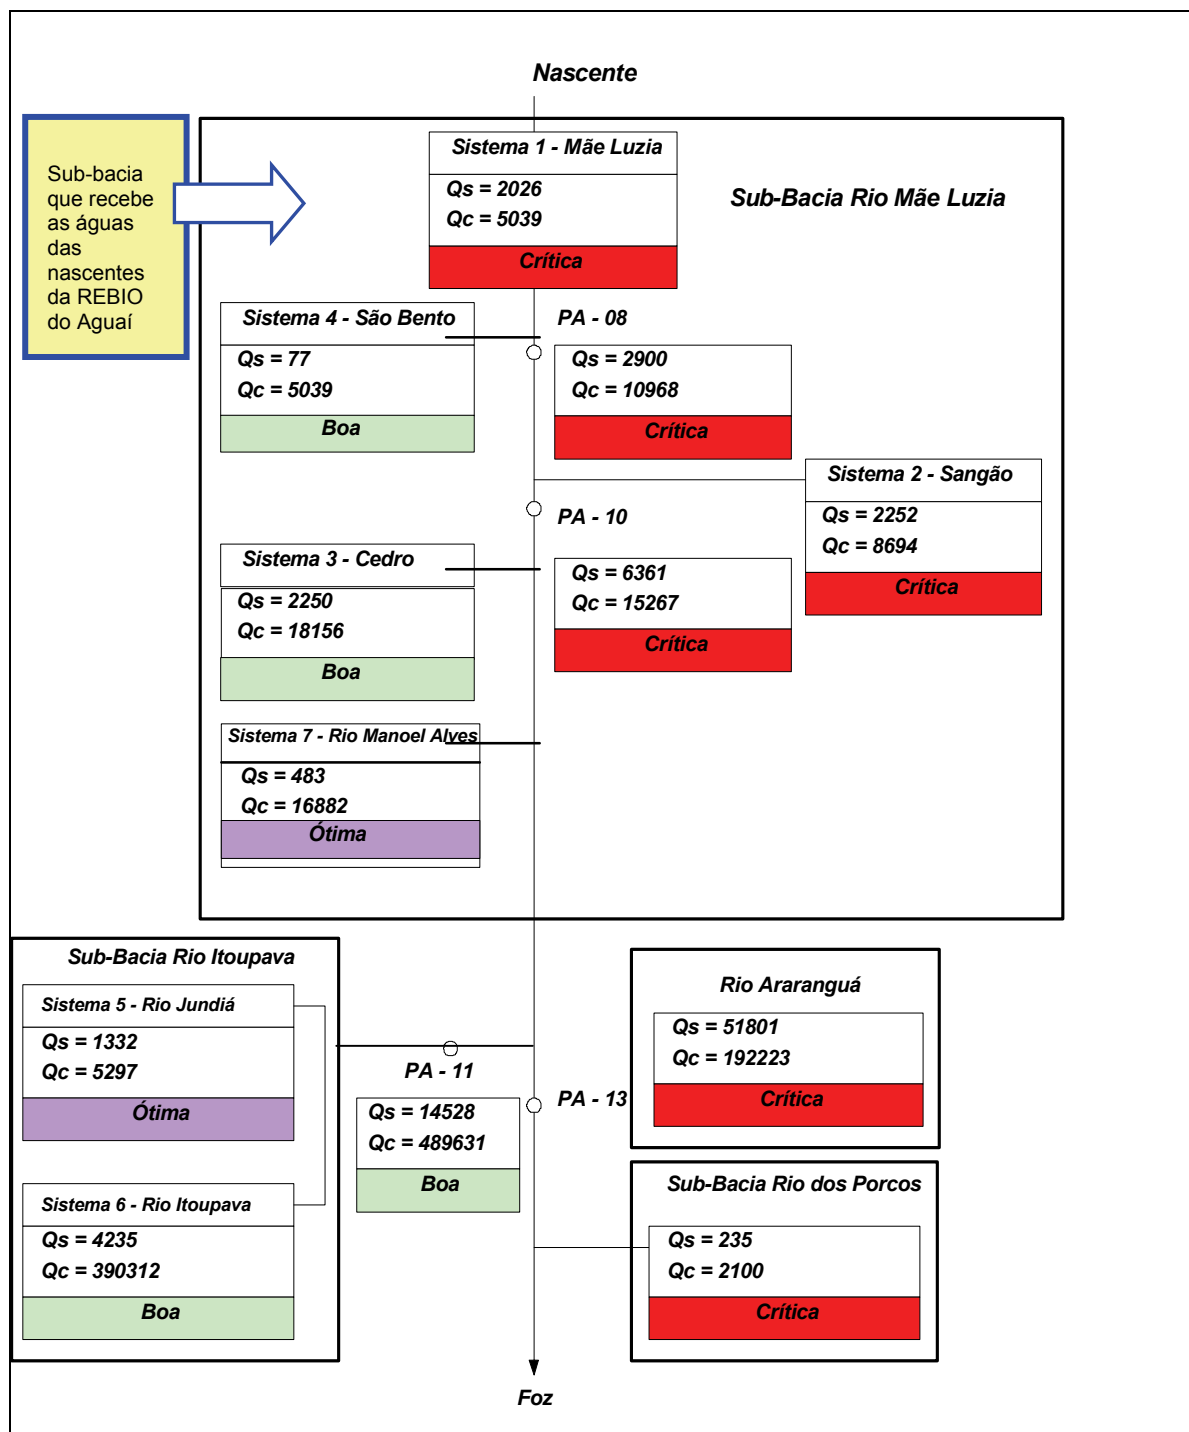 Nascente
Sub-bacia
que recebe
as águas
das
nascentes
da REBIO
do Aguaí
Sistema 1 - Mãe Luzia
Qs = 2026
Qc = 5039
Crítica
Sub-Bacia Rio Mãe Luzia
Sistema 4 - São Bento
Qs = 77
Qc = 5039
Boa
PA - 08
Qs = 2900
Qc = 10968
Crítica
Sistema 2 - Sangão
Qs = 2252
Qc = 8694
Crítica
PA - 10
Sistema 3 - Cedro
Qs = 2250
Qc = 18156
Boa
Qs = 6361
Qc = 15267
Crítica
Sistema 7 - Rio Manoel Alves
Qs = 483
Qc = 16882
Ótima
Sub-Bacia Rio Itoupava
Sistema 5 - Rio Jundiá
Qs = 1332
Qc = 5297
Ótima
Sistema 6 - Rio Itoupava
Qs = 4235
Qc = 390312
Boa
PA - 11
Qs = 14528
Qc = 489631
Boa
PA - 13
Rio Araranguá
Qs = 51801
Qc = 192223
Crítica
Sub-Bacia Rio dos Porcos
Qs = 235
Qc = 2100
Crítica
Foz